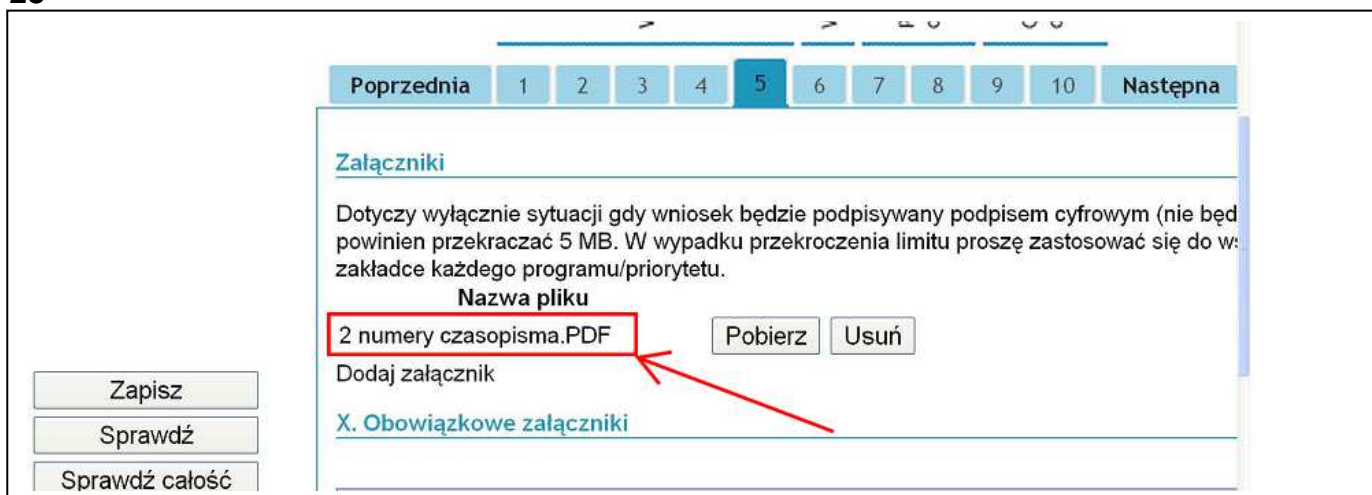 Poprzednia 1 2 3 4 5 6 7 8 9 10 Następna
Załączniki
Dotyczy wyłącznie sytuacji gdy wniosek będzie podpisywany podpisem cyfrowym (nie będ
powinien przekraczać 5 MB. W wypadku przekroczenia limitu proszę zastosować się do
zakładce każdego programu/priorytetu.
Nazwa pliku
2 numery czasopisma.PDF Pobierz Usuń
Dodaj załącznik
Zapisz
X. Obowiązkowe załączniki
Sprawdź
Sprawdź całość